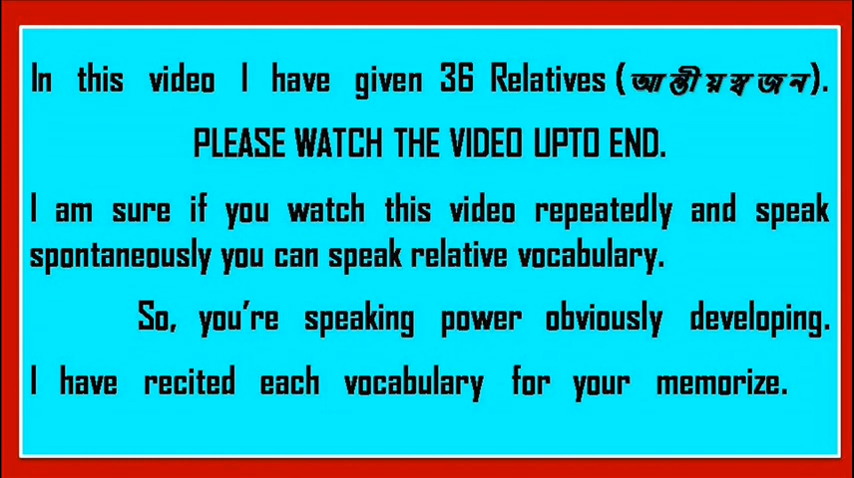 In this video I have given 36 Relatives (আন্তীয়স্বজন).
PLEASE WATCH THE VIDEO UPTO END.
I am sure if you watch this video repeatedly and speak
spontaneously you can speak relative vocabulary.
So, you're speaking power obviously developing.
I have recited each vocabulary for your memorize.